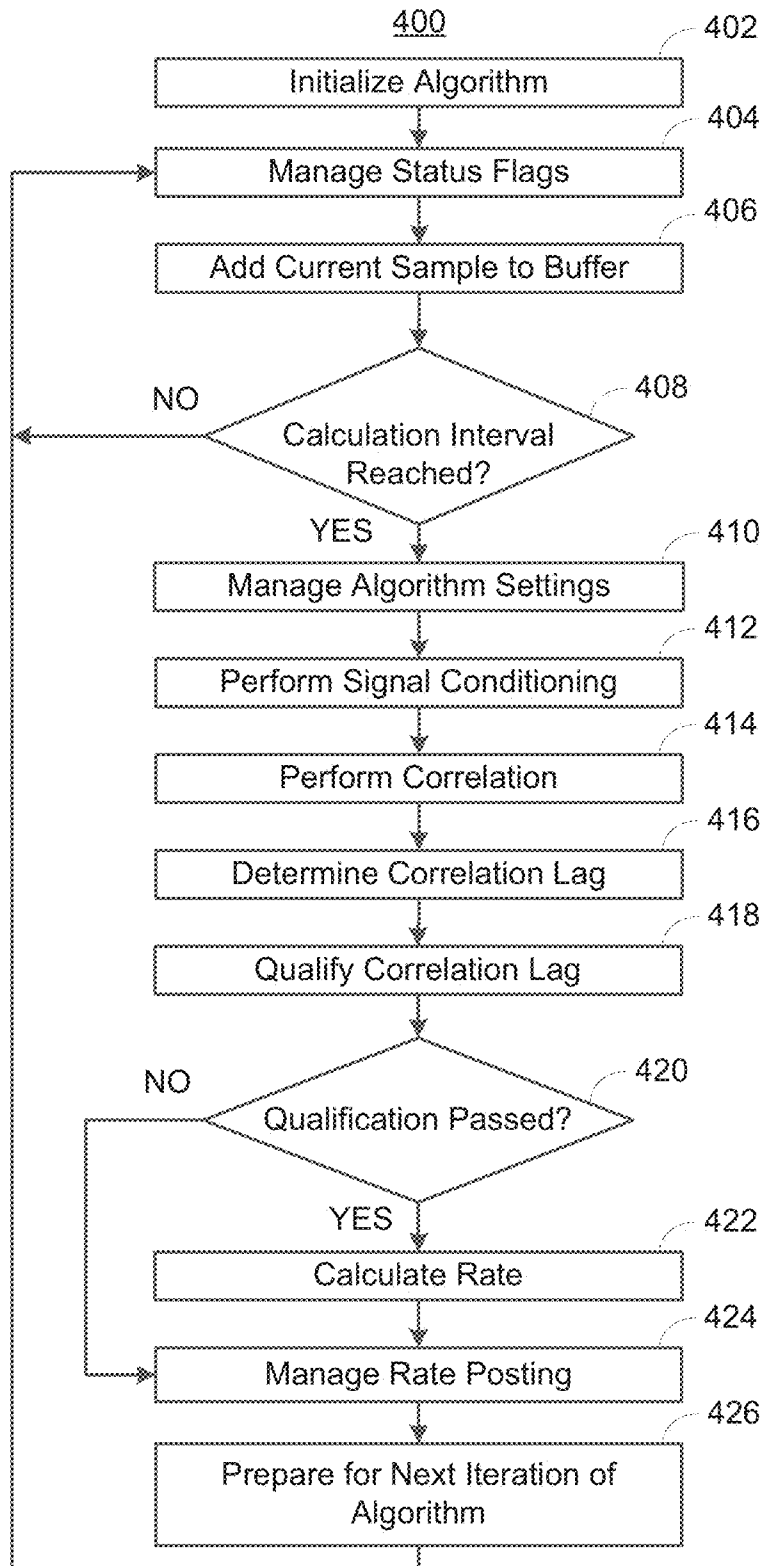 400
402
Initialize Algorithm
404
Manage Status Flags
406
Add Current Sample to Buffer
NO
408
Calculation Interval
Reached?
YES
410
Manage Algorithm Settings
412
Perform Signal Conditioning
414
Perform Correlation
416
Determine Correlation Lag
418
Qualify Correlation Lag
NO
420
Qualification Passed?
YES
422
Calculate Rate
424
Manage Rate Posting
426
Prepare for Next Iteration of
Algorithm